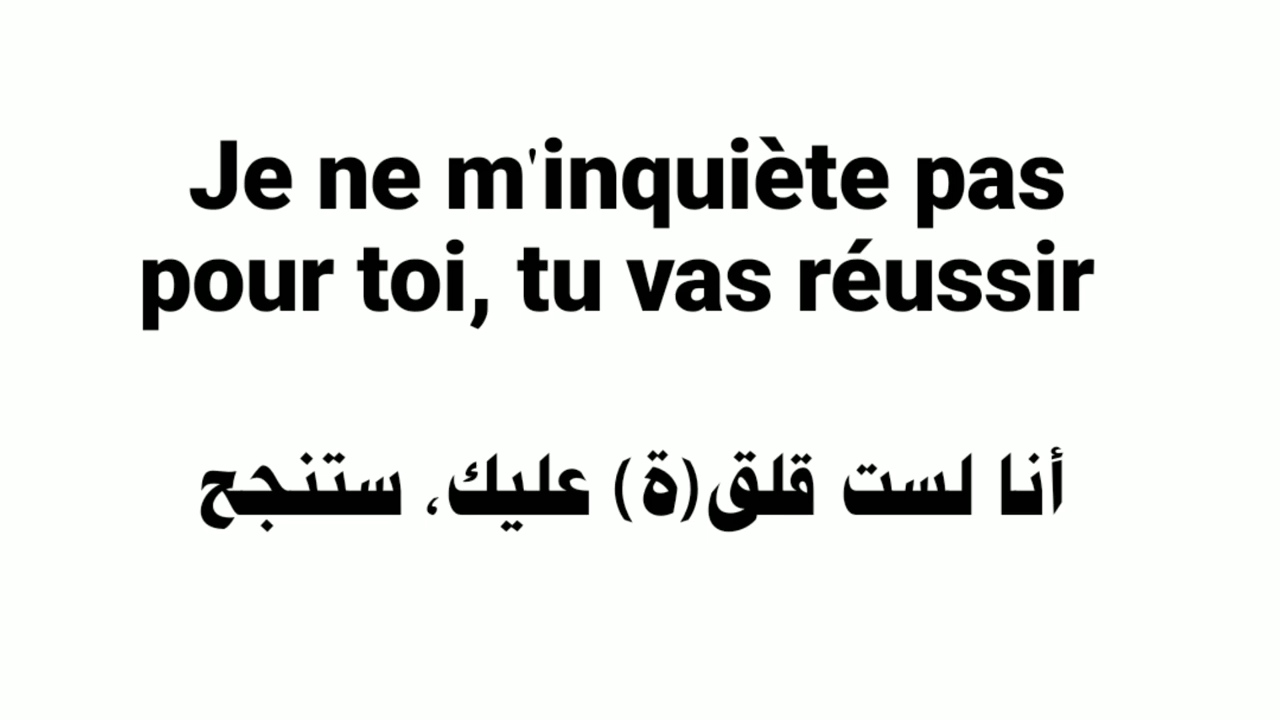 Je ne m'inquiète pas
pour toi, tu vas réussir
أنا لست قلق(ة) عليك، ستنجح